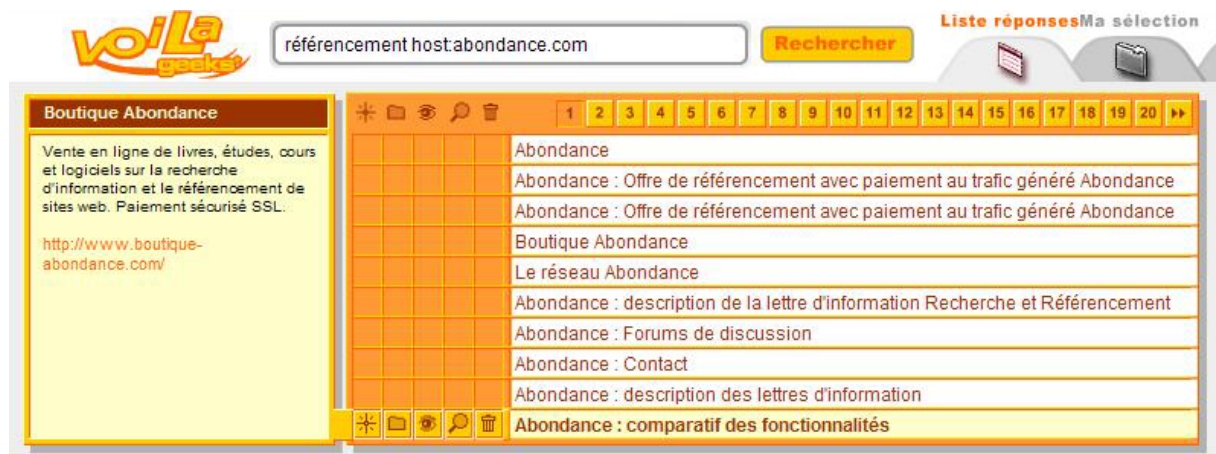 Voila
geeks
référencement host:abondance.com
Rechercher
Liste réponses Ma sélection
Boutique Abondance
Vente en ligne de livres, études, cours
et logiciels sur la recherche
d'information et le référencement de
sites web. Paiement sécurisé SSL.
http://www.boutique-
abondance.com/
1 2 3 4 5 6 7 8 9 10 11 12 13 14 15 16 17 18 19 20
Abondance
Abondance : Offre de référencement avec paiement au trafic généré Abondance
Abondance : Offre de référencement avec paiement au trafic généré Abondance
Boutique Abondance
Le réseau Abondance
Abondance : description de la lettre d'information Recherche et Référencement
Abondance : Forums de discussion
Abondance : Contact
Abondance : description des lettres d'information
Abondance : comparatif des fonctionnalités